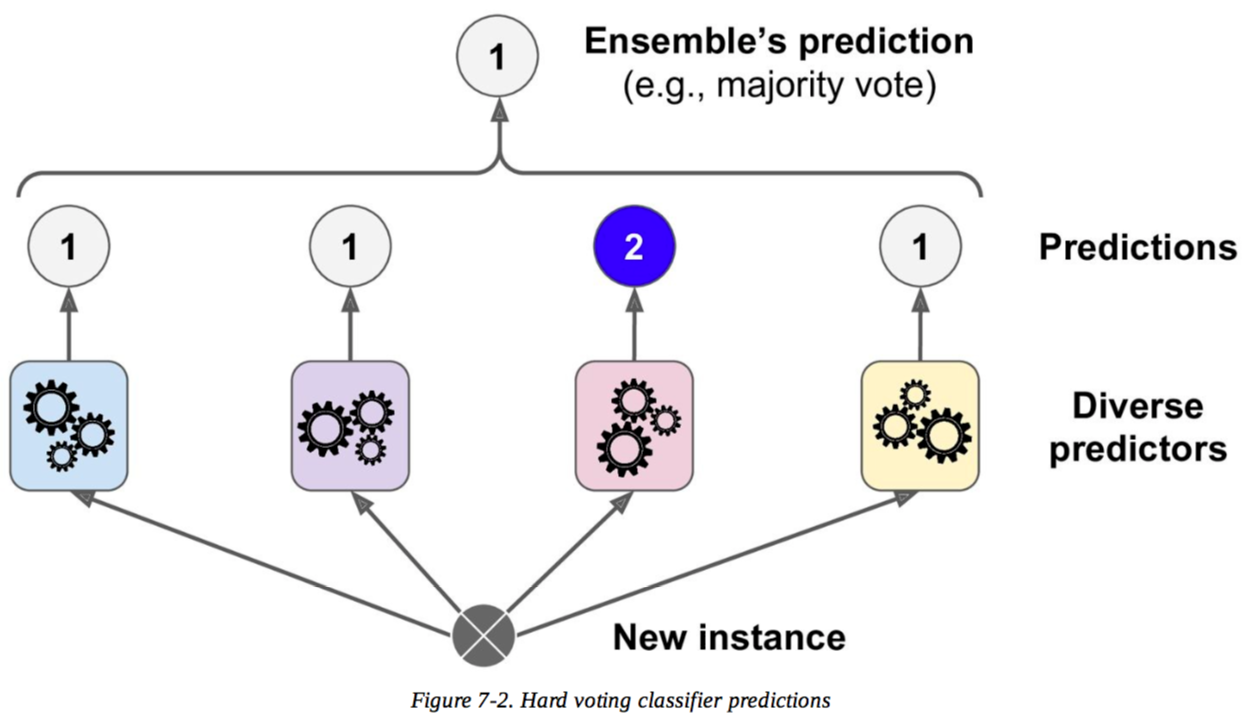 1
Ensemble’s prediction
(e.g., majority vote)
1 1 2 1
Predictions
Diverse
predictors
New instance
Figure 7-2. Hard voting classifier predictions